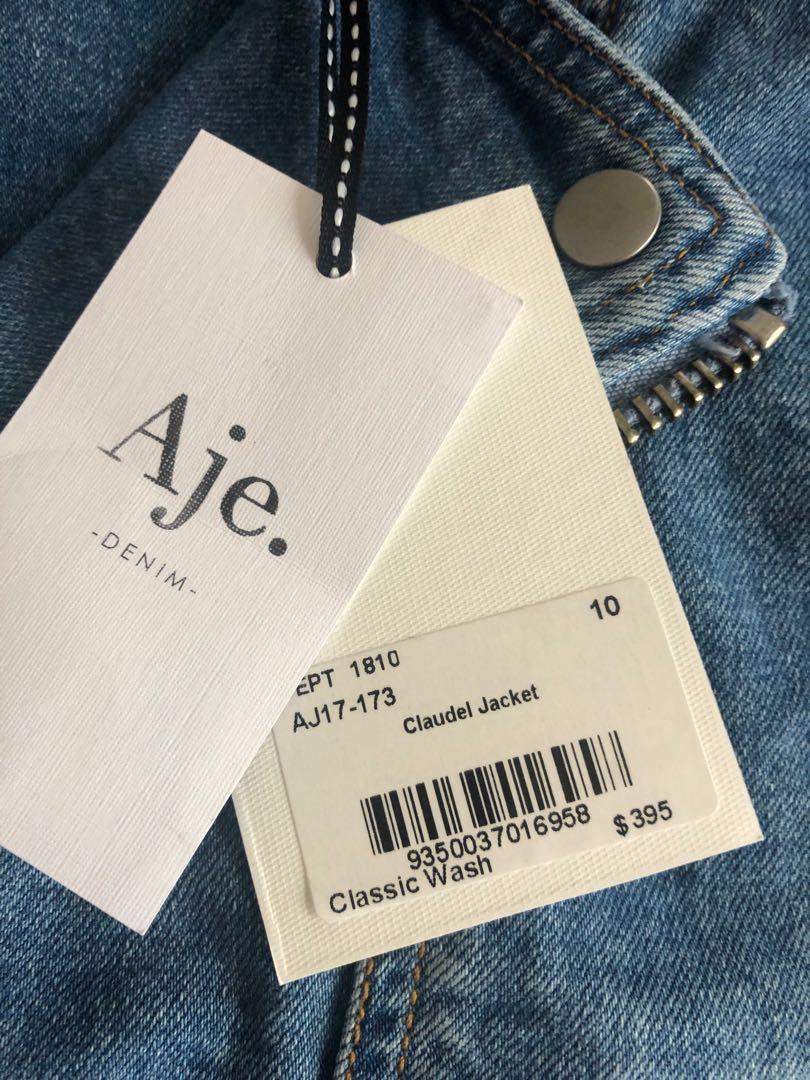 Aje.
-DENIM-
10
EPT 1810
AJ17-173
Claudel Jacket
9350037016958
$395
Classic Wash